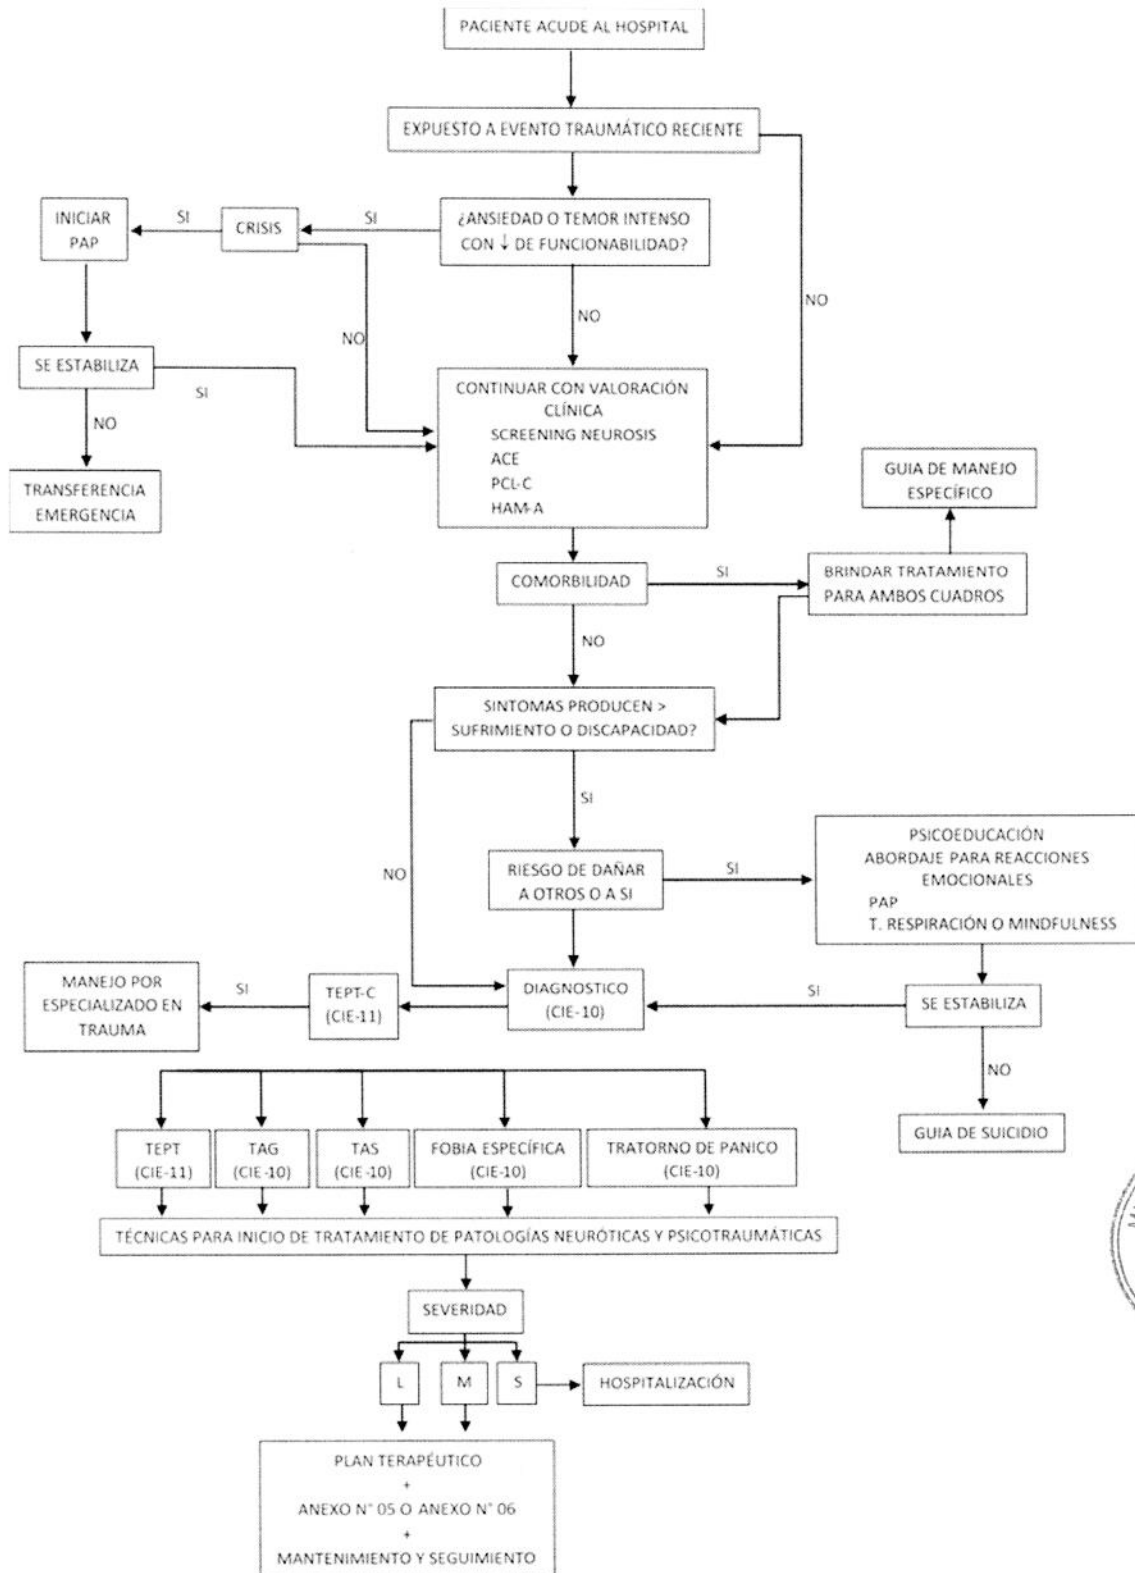 PACIENTE ACUDE AL HOSPITAL
EXPUESTO A EVENTO TRAUMÁTICO RECIENTE
INICIAR
PAP
SI
CRISIS
SI
¿ANSIEDAD O TEMOR INTENSO
CON ↓ DE FUNCIONABILIDAD?
NO
NO
NO
SE ESTABILIZA
SI
NO
TRANSFERENCIA
EMERGENCIA
CONTINUAR CON VALORACIÓN
CLÍNICA
SCREENING NEUROSIS
ACE
PCL-C
HAM-A
GUIA DE MANEJO
ESPECÍFICO
COMORBILIDAD
SI
BRINDAR TRATAMIENTO
PARA AMBOS CUADROS
NO
SINTOMAS PRODUCEN >
SUFRIMIENTO O DISCAPACIDAD?
SI
NO
RIESGO DE DAÑAR
A OTROS O A SI
SI
PSICOEDUCACIÓN
ABORDAJE PARA REACCIONES
EMOCIONALES
PAP
T. RESPIRACIÓN O MINDFULNESS
MANEJO POR
ESPECIALIZADO EN
TRAUMA
SI
TEPT-C
(CIE-11)
DIAGNOSTICO
(CIE-10)
SI
SE ESTABILIZA
NO
GUIA DE SUICIDIO
TEPT
(CIE-11)
TAG
(CIE-10)
TAS
(CIE-10)
FOBIA ESPECÍFICA
(CIE-10)
TRATORNO DE PANICO
(CIE-10)
TÉCNICAS PARA INICIO DE TRATAMIENTO DE PATOLOGÍAS NEURÓTICAS Y PSICOTRAUMÁTICAS
SEVERIDAD
L
M
S
HOSPITALIZACIÓN
PLAN TERAPÉUTICO
+
ANEXO N° 05 O ANEXO N° 06
+
MANTENIMIENTO Y SEGUIMIENTO